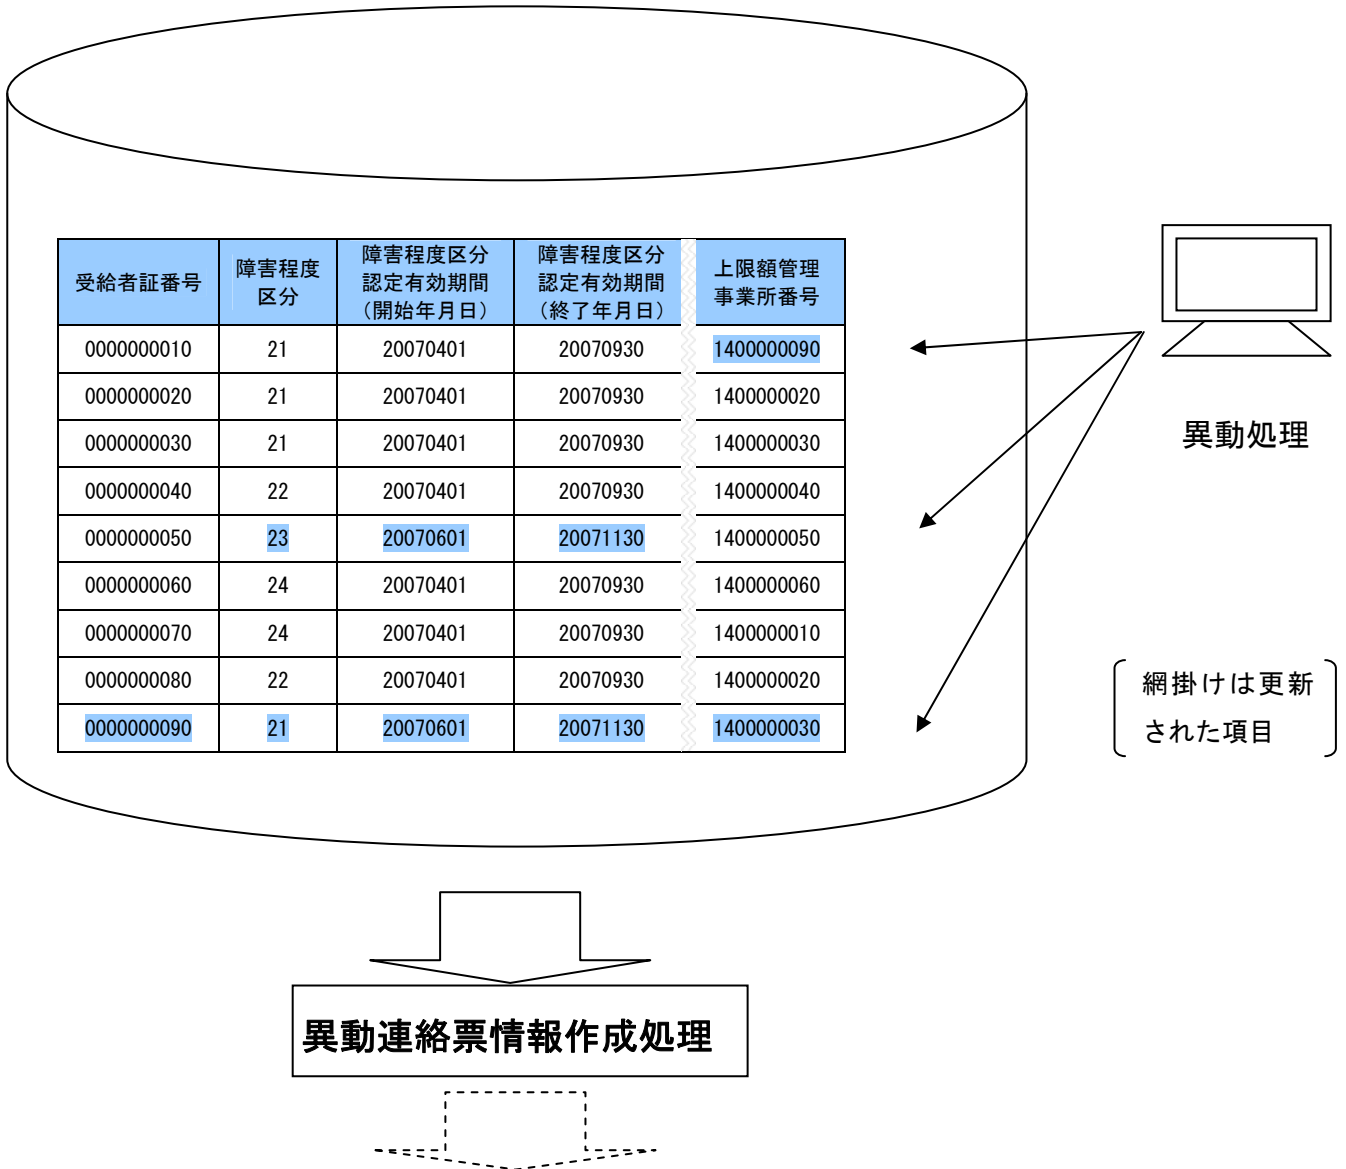 受給者証番号
障害程度
区分
障害程度区分
認定有効期間
（開始年月日）
障害程度区分
認定有効期間
（終了年月日）
上限額管理
事業所番号
0000000010 21 20070401 20070930 1400000090
0000000020 21 20070401 20070930 1400000020
0000000030 21 20070401 20070930 1400000030
0000000040 22 20070401 20070930 1400000040
0000000050 23 20070601 20071130 1400000050
0000000060 24 20070401 20070930 1400000060
0000000070 24 20070401 20070930 1400000010
0000000080 22 20070401 20070930 1400000020
0000000090 21 20070601 20071130 1400000030
異動処理
網掛けは更新
された項目
異動連絡票情報作成処理